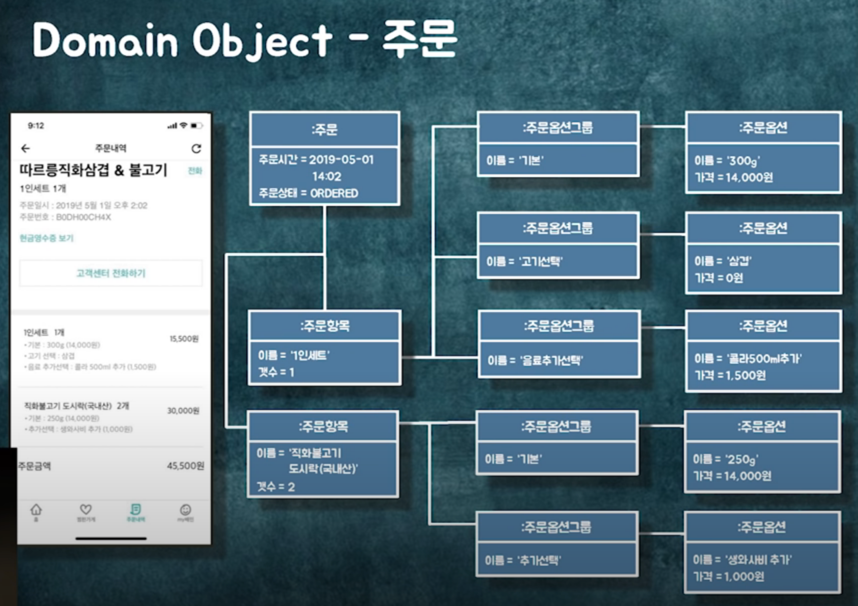 Domain Object - 주문
9:12
주문내역
따르릉직화삼겹 & 불고기
전화
1인세트 1개
주문일시 : 2019년 5월 1일 오후 2:02
주문번호 : B0DH00CH4X
현금영수증 보기
고객센터 전화하기
1인세트 1개
15,500원
• 기본 : 300g (14,000원)
• 고기 선택 : 삼겹
• 음료 추가선택 : 콜라 500ml 추가 (1,500원)
직화불고기 도시락(국내산) 2개
30,000원
• 기본 : 250g (14,000원)
• 추가선택 : 생와사비 추가 (1,000원)
주문금액
45,500원
홈
찜한가게
주문내역
my배민
:주문
주문시간 = 2019-05-01
14:02
주문상태 = ORDERED
:주문항목
이름 = '1인세트'
갯수 = 1
:주문항목
이름 = '직화불고기
도시락(국내산)'
갯수 = 2
:주문옵션그룹
이름 = '기본'
:주문옵션
이름 = '300g'
가격 = 14,000원
:주문옵션그룹
이름 = '고기선택'
:주문옵션
이름 = '삼겹'
가격 = 0원
:주문옵션그룹
이름 = '음료추가선택'
:주문옵션
이름 = '콜라500ml추가'
가격 = 1,500원
:주문옵션그룹
이름 = '기본'
:주문옵션
이름 = '250g'
가격 = 14,000원
:주문옵션그룹
이름 = '추가선택'
:주문옵션
이름 = '생와사비 추가'
가격 = 1,000원